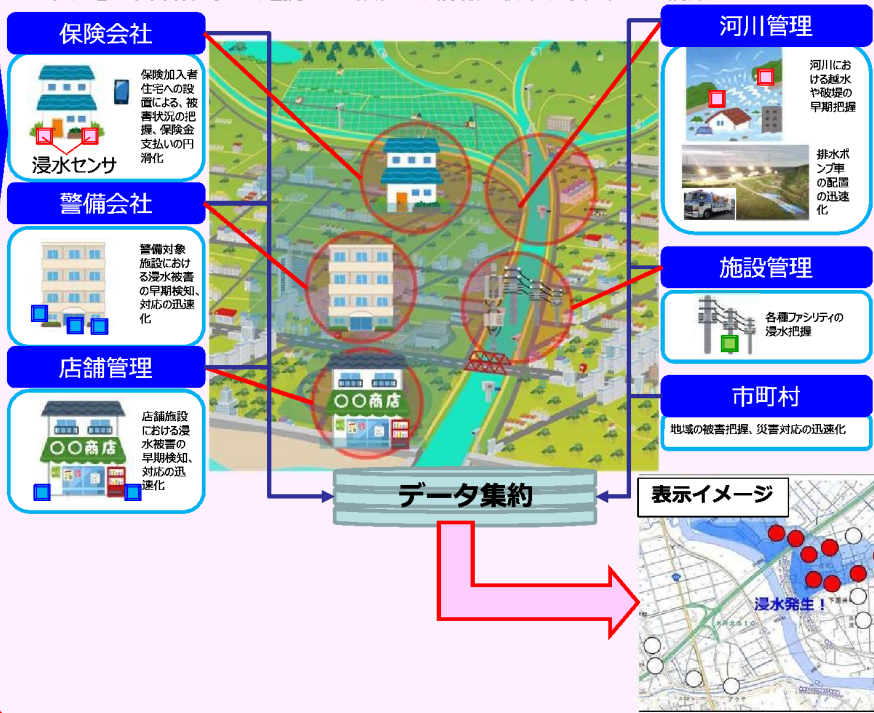 保険会社
保険加入者
住宅への設
置による、被
害状況の把
握、保険金
支払いの円
滑化
浸水センサ
警備会社
警備対象
施設におけ
る浸水被害
の早期検知、
対応の迅速
化
店舗管理
店舗施設
における浸
水被害の
早期検知、
対応の迅
速化
〇〇商店
〇〇商店
河川管理
河川にお
ける越水
や破堤の
早期把握
排水ポ
ンプ車
の配置
の迅速
化
施設管理
各種ファシリティの
浸水把握
市町村
地域の被害把握、災害対応の迅速化
データ集約
表示イメージ
浸水発生！